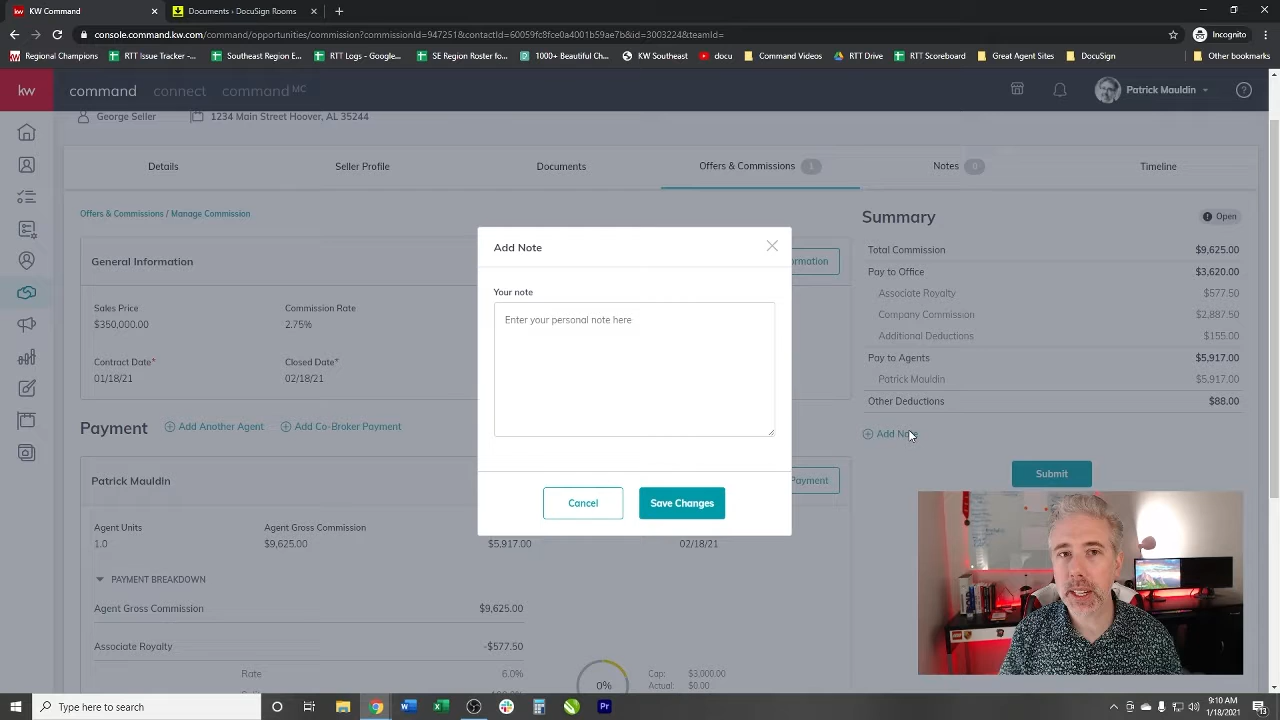 KW Command
Documents › DocuSign Rooms
console.command.kw.com/command/opportunities/commission?commissionId=947251&contactId=60059fc8fce0a4001b59ae7b&id=3003224&teamId=
Incognito
Regional Champions
RTT Issue Tracker -...
Southeast Region...
RTT Logs - Google...
SE Region Roster for...
1000+ Beautiful Ch...
KW Southeast
docu
Common Values
RTT Drive
RTT Scoreboard
Great Agent Sites
DocuSign
Other bookmarks
kw
command
connect
command MC
Patrick Mauldin
George Seller
1234 Main Street Hoover, AL 35244
Details
Seller Profile
Documents
Offers & Commissions 1
Notes 0
Timeline
Offers & Commissions / Manage Commission
General Information
ormation
Sales Price
Commission Rate
$350,000.00
2.75%
Contract Date*
Closed Date*
01/18/21
02/18/21
Payment
Add Another Agent
Add Co-Broker Payment
Patrick Mauldin
Payment
Agent Units
Agent Gross Commission
1.0
$9,625.00
$5,917.00
02/18/21
PAYMENT BREAKDOWN
Agent Gross Commission
$9,625.00
Associate Royalty
-$577.50
Rate
6.0%
0%
Cap:
$3,000.00
Actual:
$0.00
Add Note
Your note
Enter your personal note here
Cancel
Save Changes
Summary
Open
Total Commission
$9,625.00
Pay to Office
$3,620.00
Associate Royalty
$577.50
Company Commission
$2,887.50
Additional Deductions
$155.00
Pay to Agents
$5,917.00
Patrick Mauldin
$5,917.00
Other Deductions
$88.00
Add Note
Submit
Type here to search
9:10 AM
1/18/2021